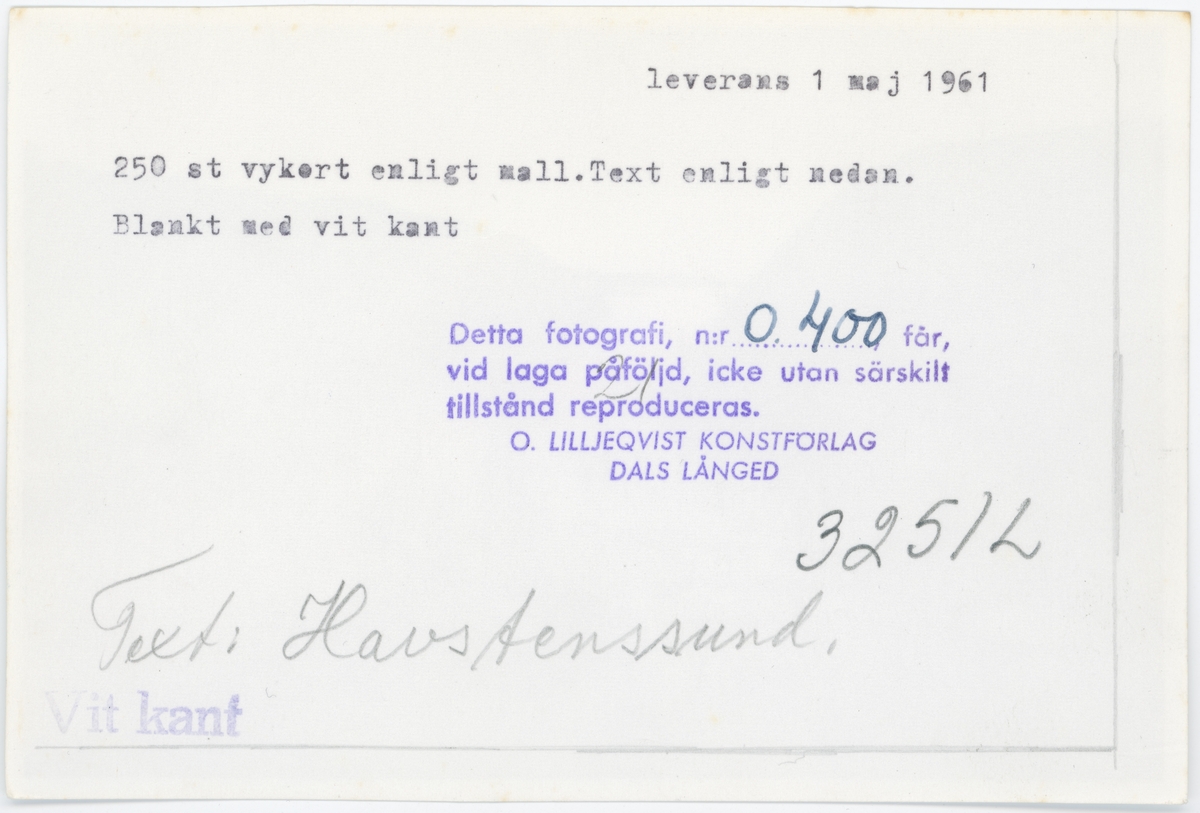 leverans 1 maj 1961
250 st vykort enligt mall.Text enligt nedan.
Blankt med vit kant
Detta fotografi, n:r O.400, får,
vid laga påföljd, icke utan särskilt
21
tillstånd reproduceras.
O. LILLJEQVIST KONSTFÖRLAG
DALS LÅNGED
325/L
Text: Havstenssund.
Vit kant